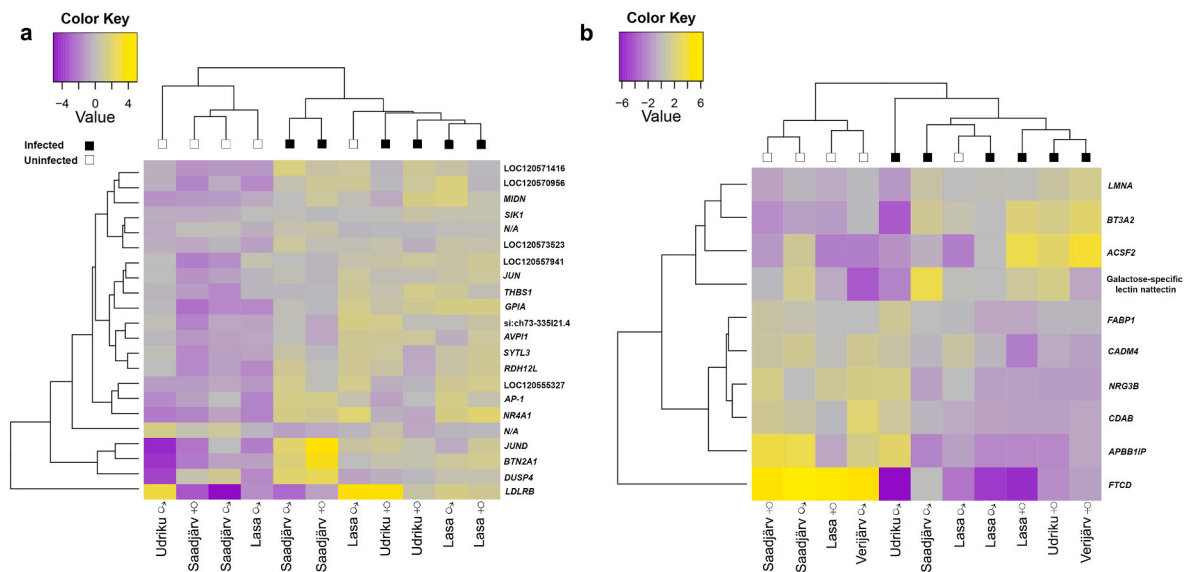 a
Color Key
−4 0 4
Value
Infected
Uninfected
LOC120571416
LOC120570956
MIDN
SIK1
N/A
LOC120573523
LOC120557941
JUN
THBS1
GPIA
si:ch73-335l21.4
AVPI1
SYTL3
RDH12L
LOC120555327
AP-1
NR4A1
N/A
JUND
BTN2A1
DUSP4
LDLRB
Udriku ♂
Saadjärv ♀
Saadjärv ♂
Lasa ♂
Saadjärv ♂
Saadjärv ♀
Lasa ♂
Udriku ♀
Udriku ♀
Lasa ♂
Lasa ♀
b
Color Key
−6 −2 2 6
Value
LMNA
BT3A2
ACSF2
Galactose-specific
lectin nattectin
FABP1
CADM4
NRG3B
CDAB
APBB1IP
FTCD
Saadjärv ♀
Saadjärv ♂
Lasa ♀
Verijärv ♂
Udriku ♂
Saadjärv ♂
Lasa ♂
Lasa ♂
Lasa ♀
Udriku ♀
Verijärv ♀